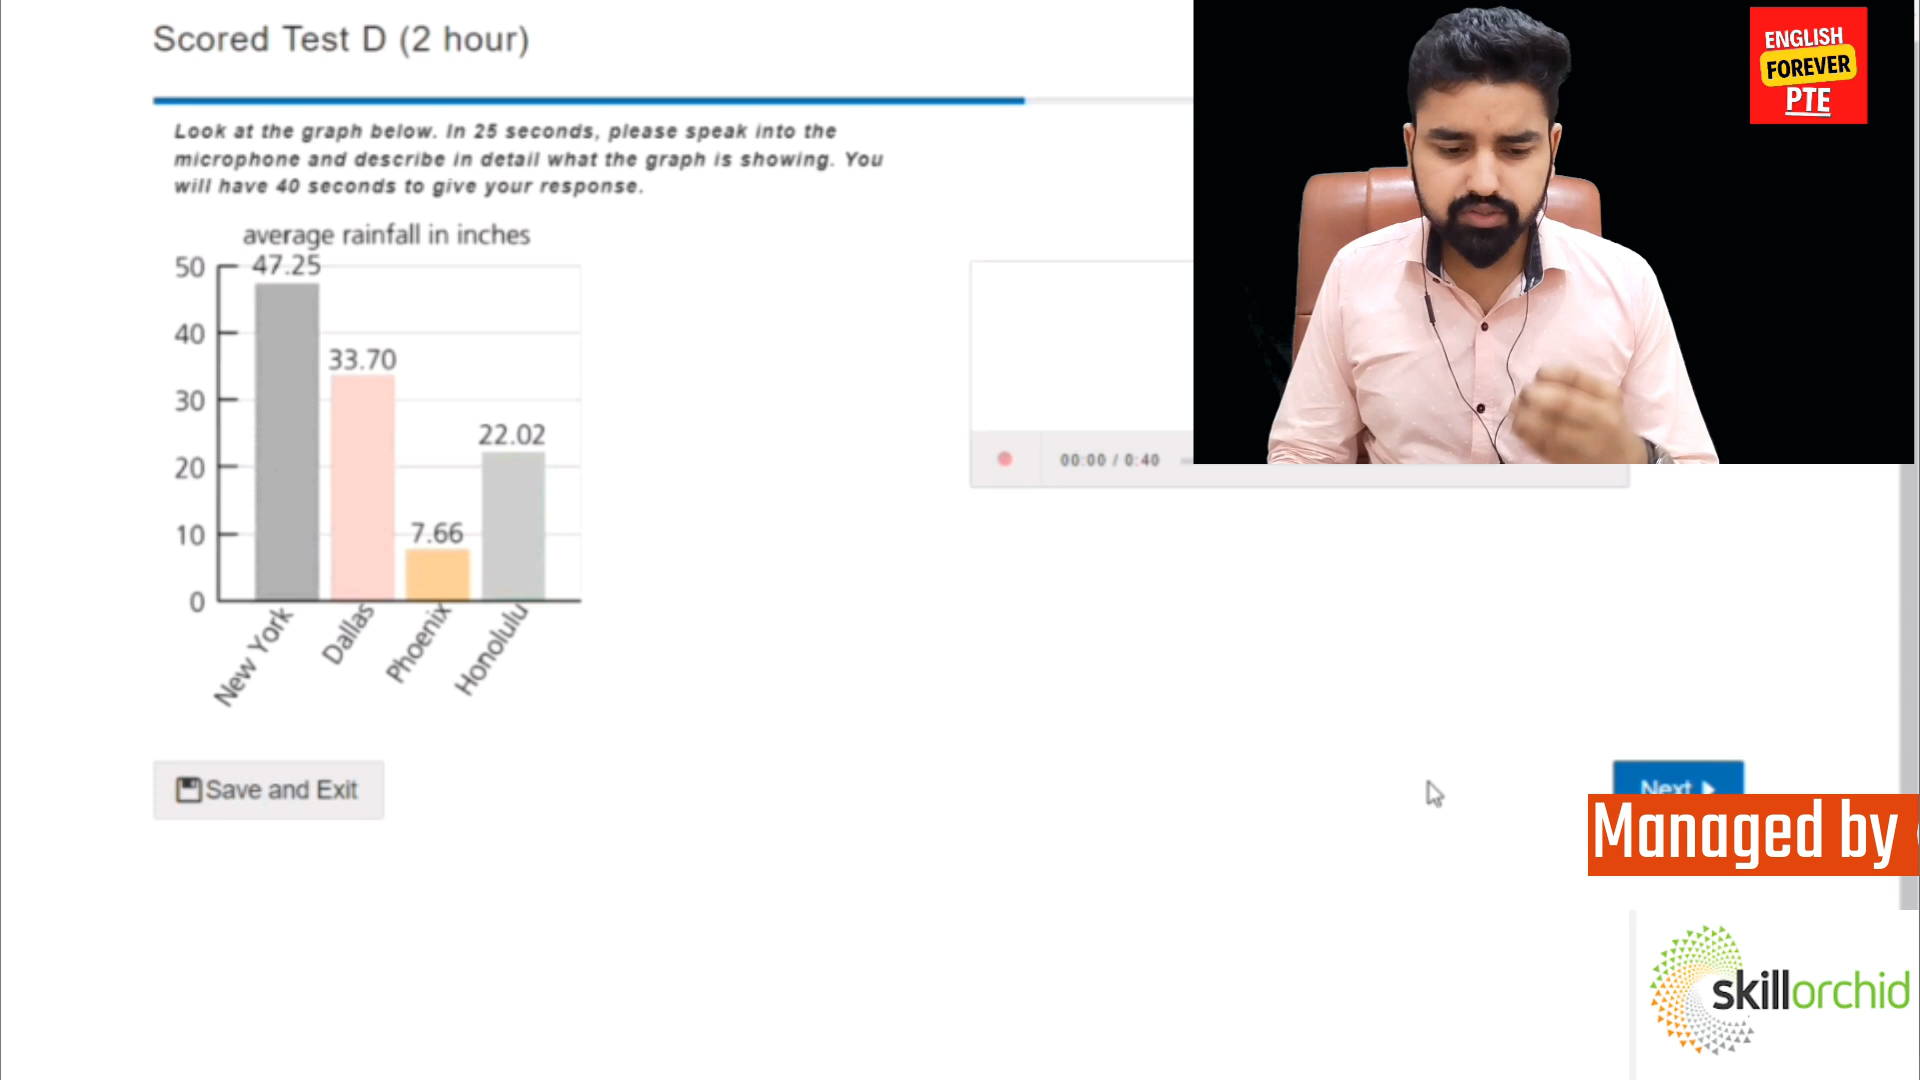 Scored Test D (2 hour)
Look at the graph below. In 25 seconds, please speak into the
microphone and describe in detail what the graph is showing. You
will have 40 seconds to give your response.
average rainfall in inches
50
40
30
20
10
0
47.25
33.70
7.66
22.02
New York
Dallas
Phoenix
Honolulu
00:00 / 0:40
Save and Exit
Next
ENGLISH
FOREVER
PTE
Managed by
skillorchid